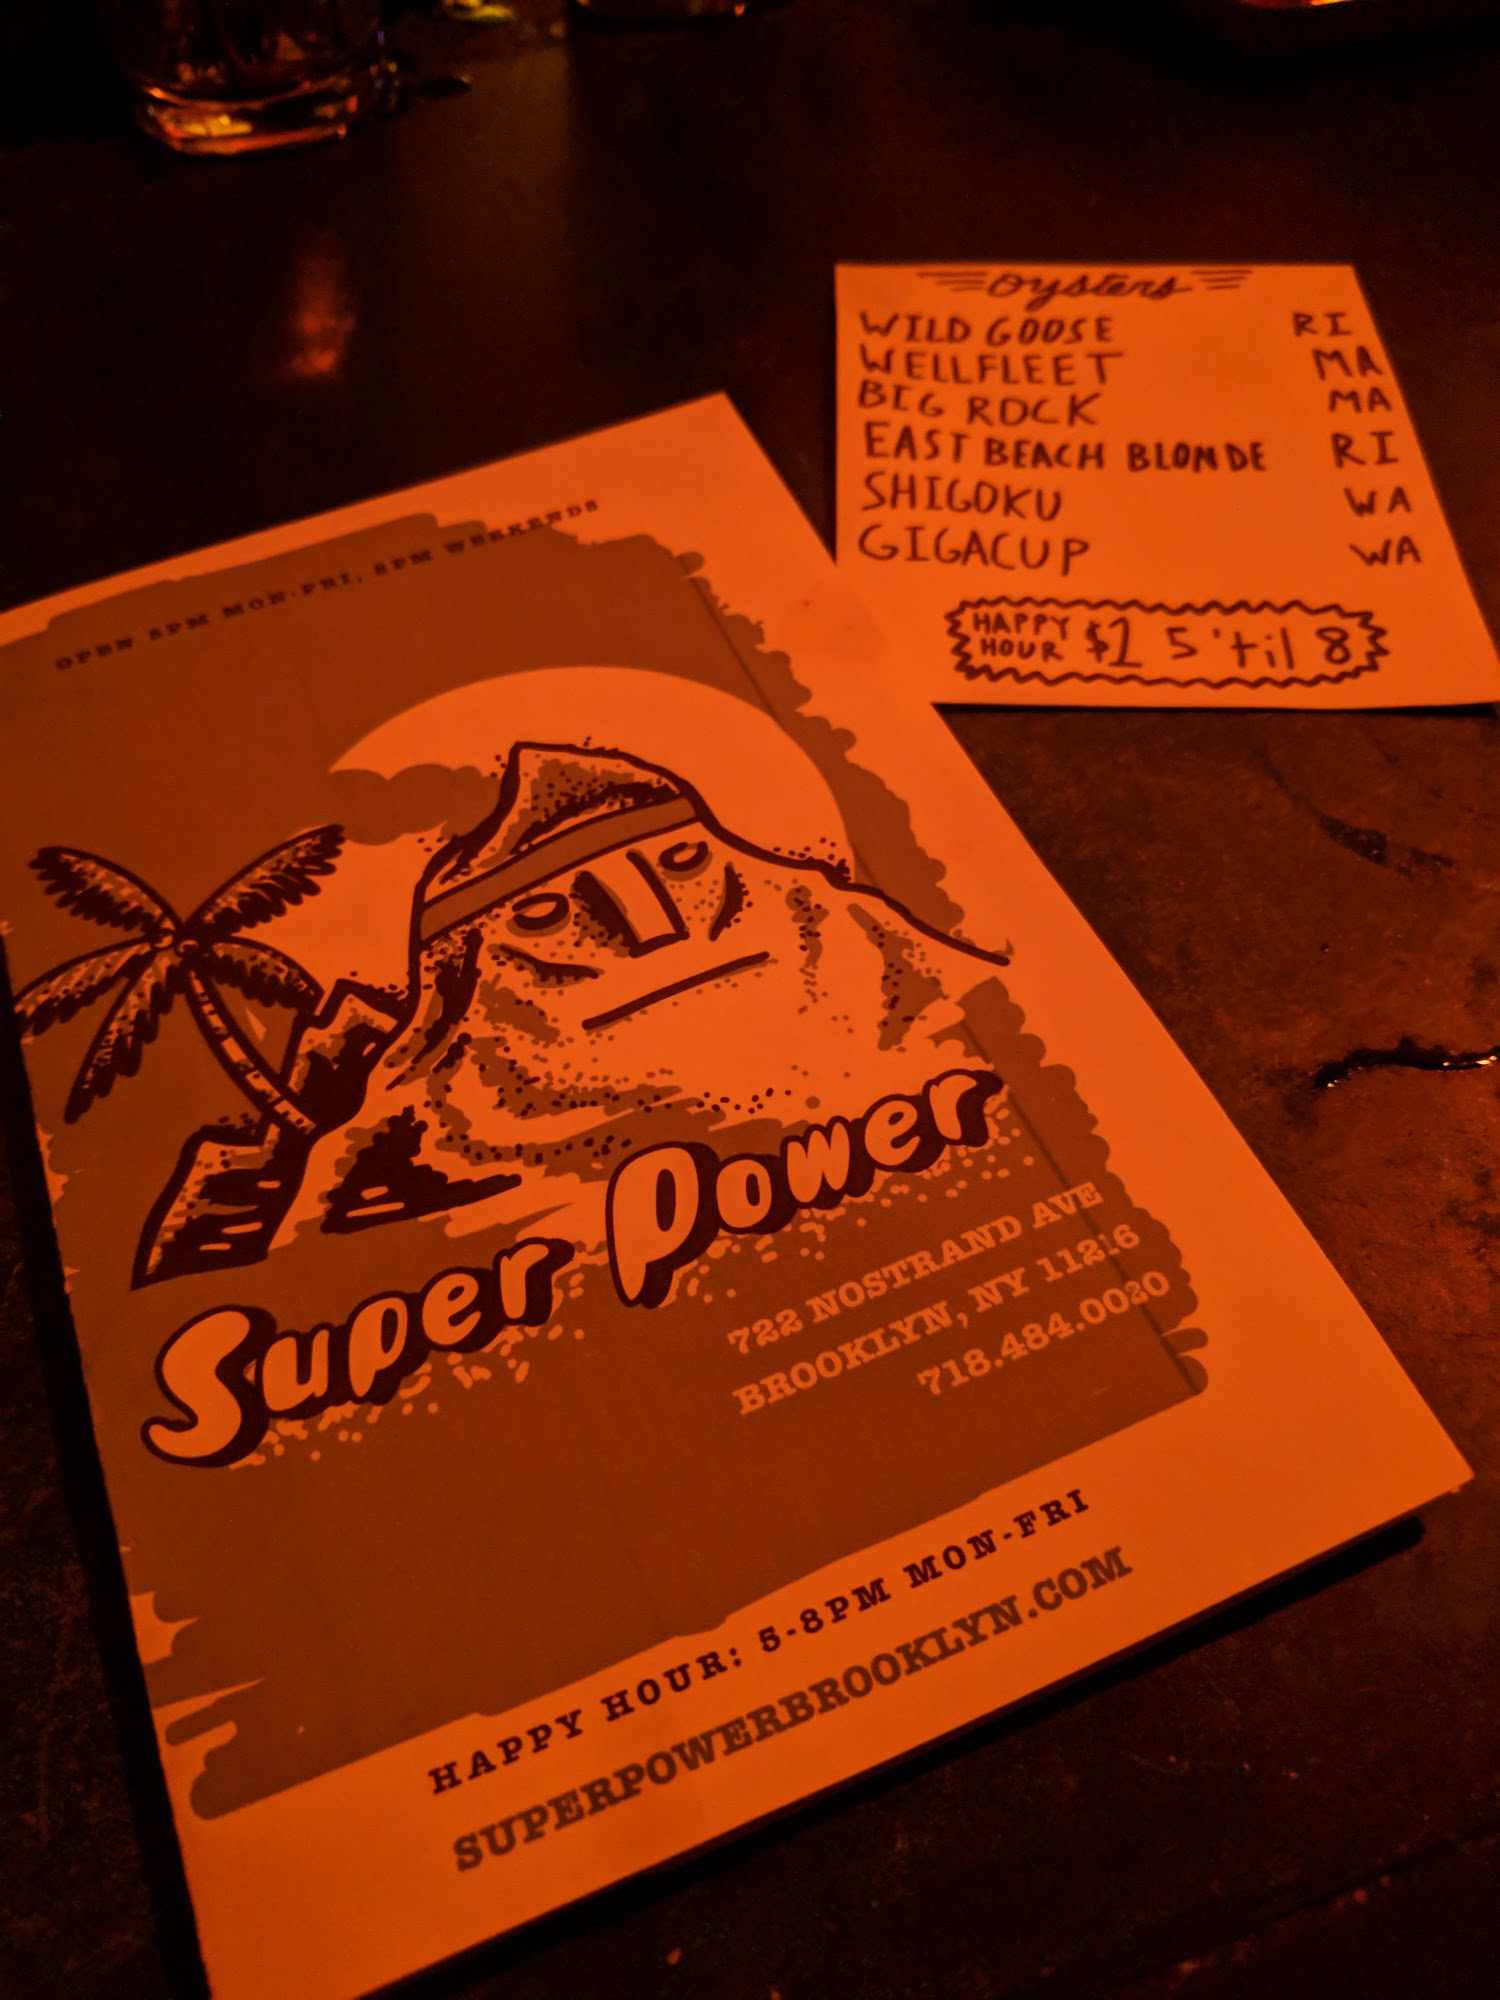 Oysters
WILD GOOSE RI
WELLFLEET MA
BIG ROCK MA
EAST BEACH BLONDE RI
SHIGOKU WA
GIGACUP WA
HAPPY HOUR $1 5 'til 8
OPEN 5PM MON-FRI, 2PM WEEKENDS
Super Power
722 NOSTRAND AVE
BROOKLYN, NY 11216
718.484.0020
HAPPY HOUR: 5-8PM MON-FRI
SUPERPOWERBROOKLYN.COM